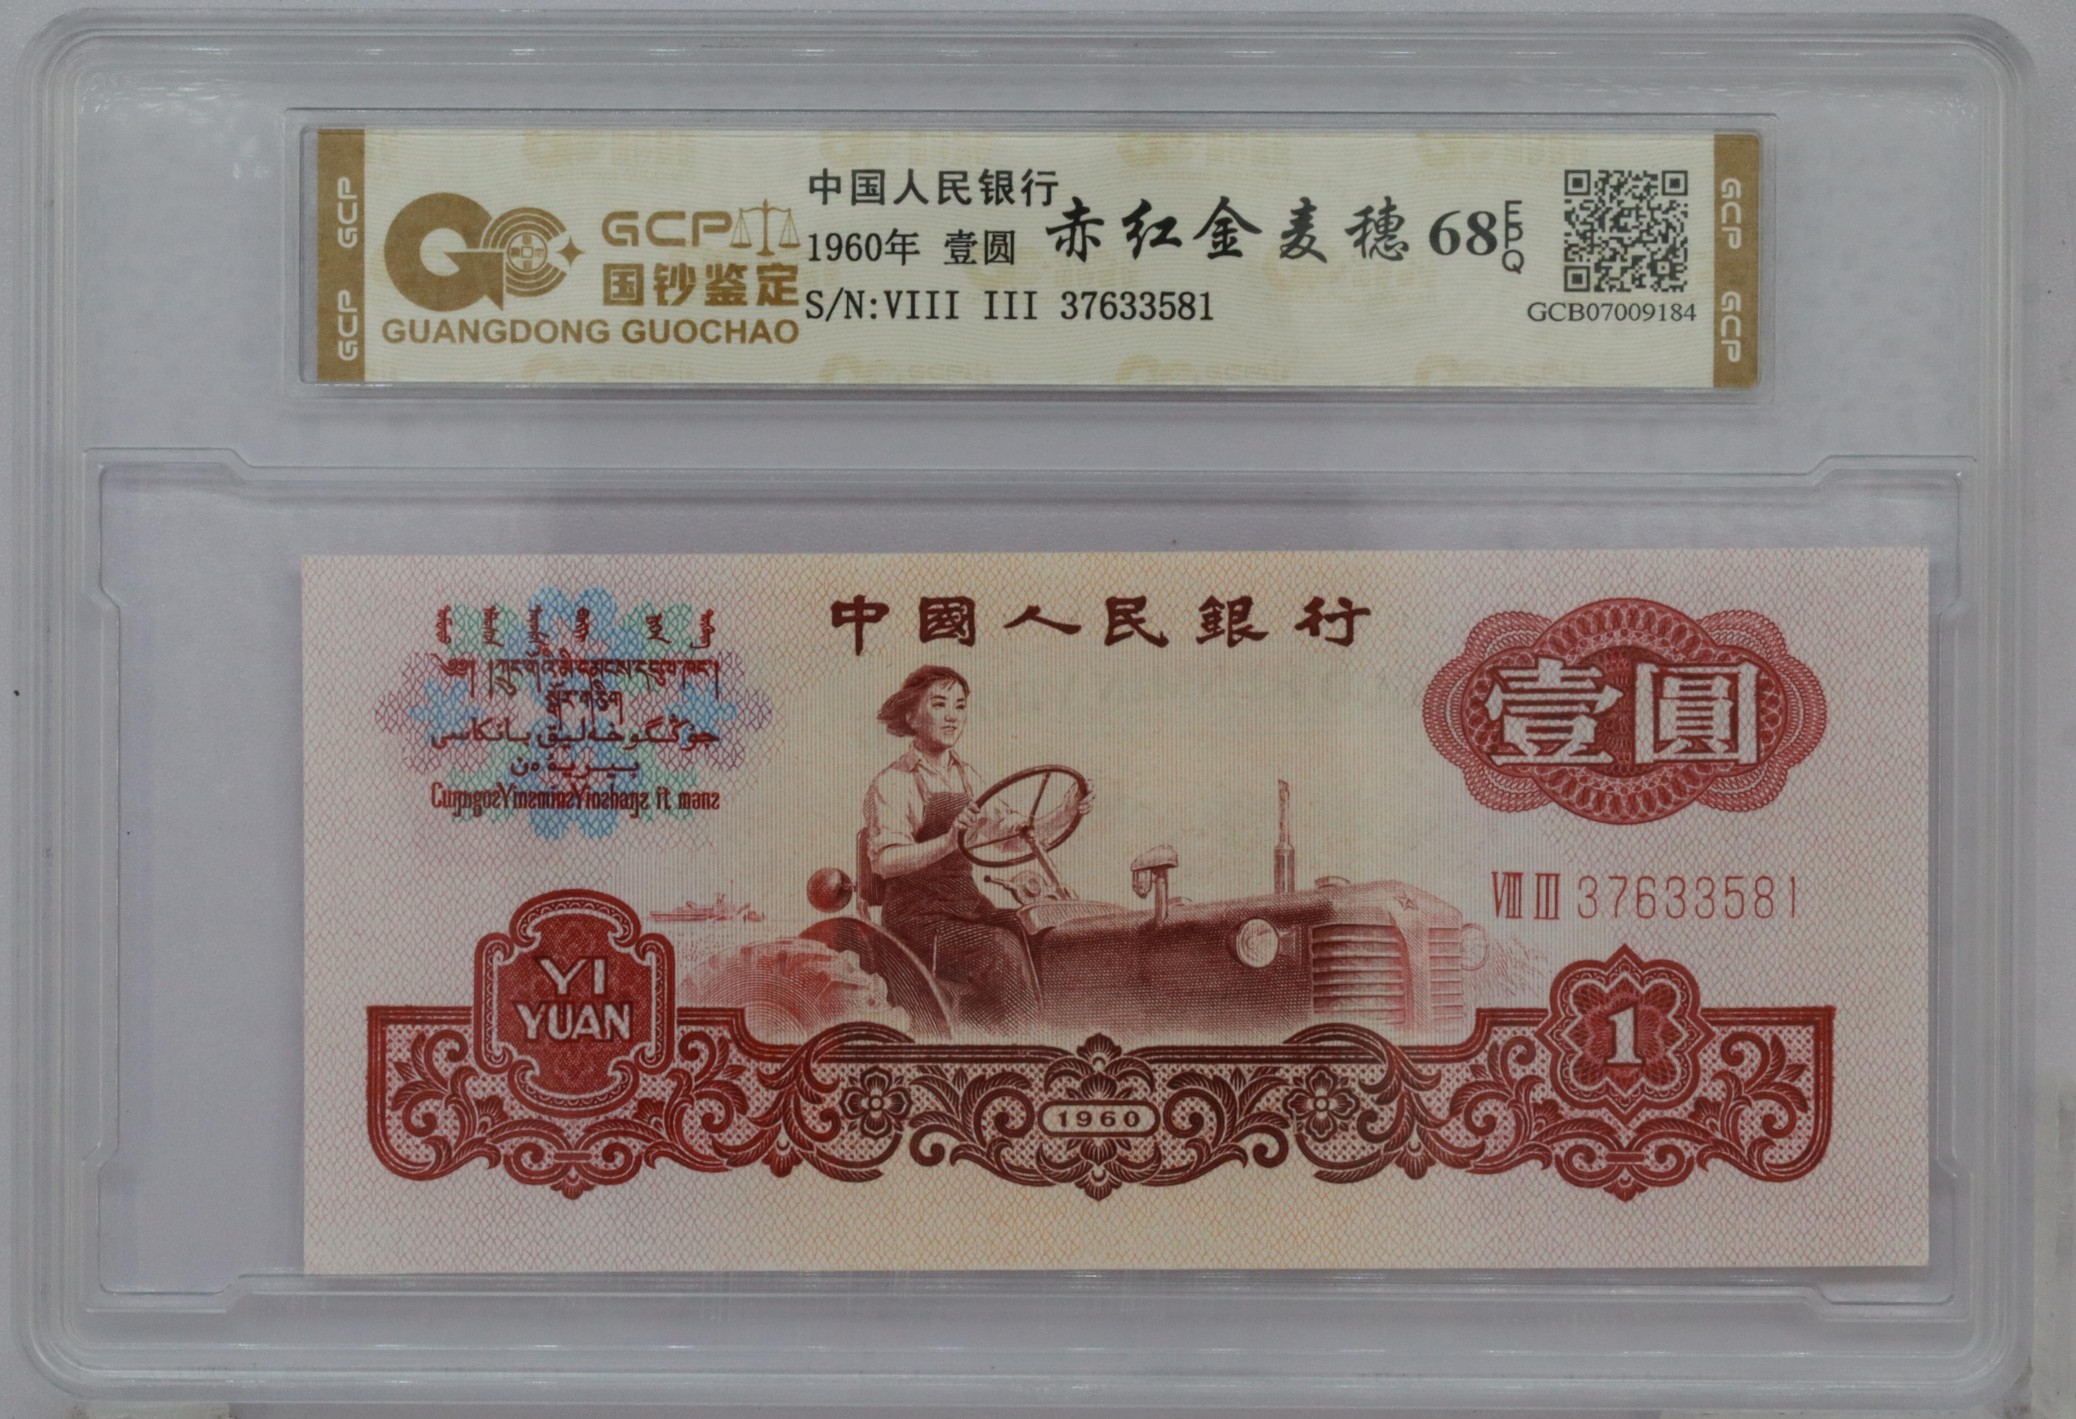 GCP
GCP
GCP
国钞鉴定
GUANGDONG GUOCHAO
中国人民银行
1960年 壹圆
赤红金麦穗 68 EPQ
S/N:VIII III 37633581
GCB07009184
GCP
GCP
中國人民銀行
壹圓
VIII III 37633581
YI
YUAN
1
1960